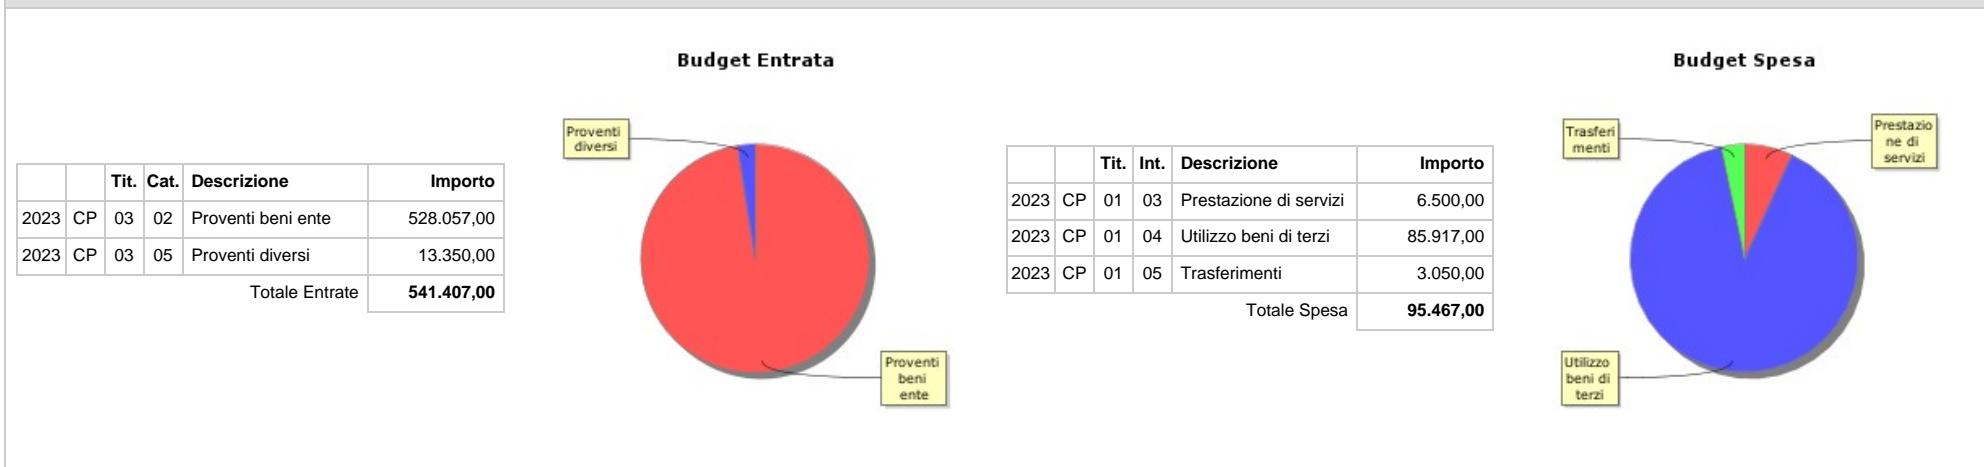 Budget Entrata
Proventi
diversi
Tit. Cat. Descrizione Importo
2023 CP 03 02 Proventi beni ente 528.057,00
2023 CP 03 05 Proventi diversi 13.350,00
Totale Entrate 541.407,00
Proventi
beni
ente
Budget Spesa
Trasferi
menti
Prestazio
ne di
servizi
Tit. Int. Descrizione Importo
2023 CP 01 03 Prestazione di servizi 6.500,00
2023 CP 01 04 Utilizzo beni di terzi 85.917,00
2023 CP 01 05 Trasferimenti 3.050,00
Totale Spesa 95.467,00
Utilizzo
beni di
terzi